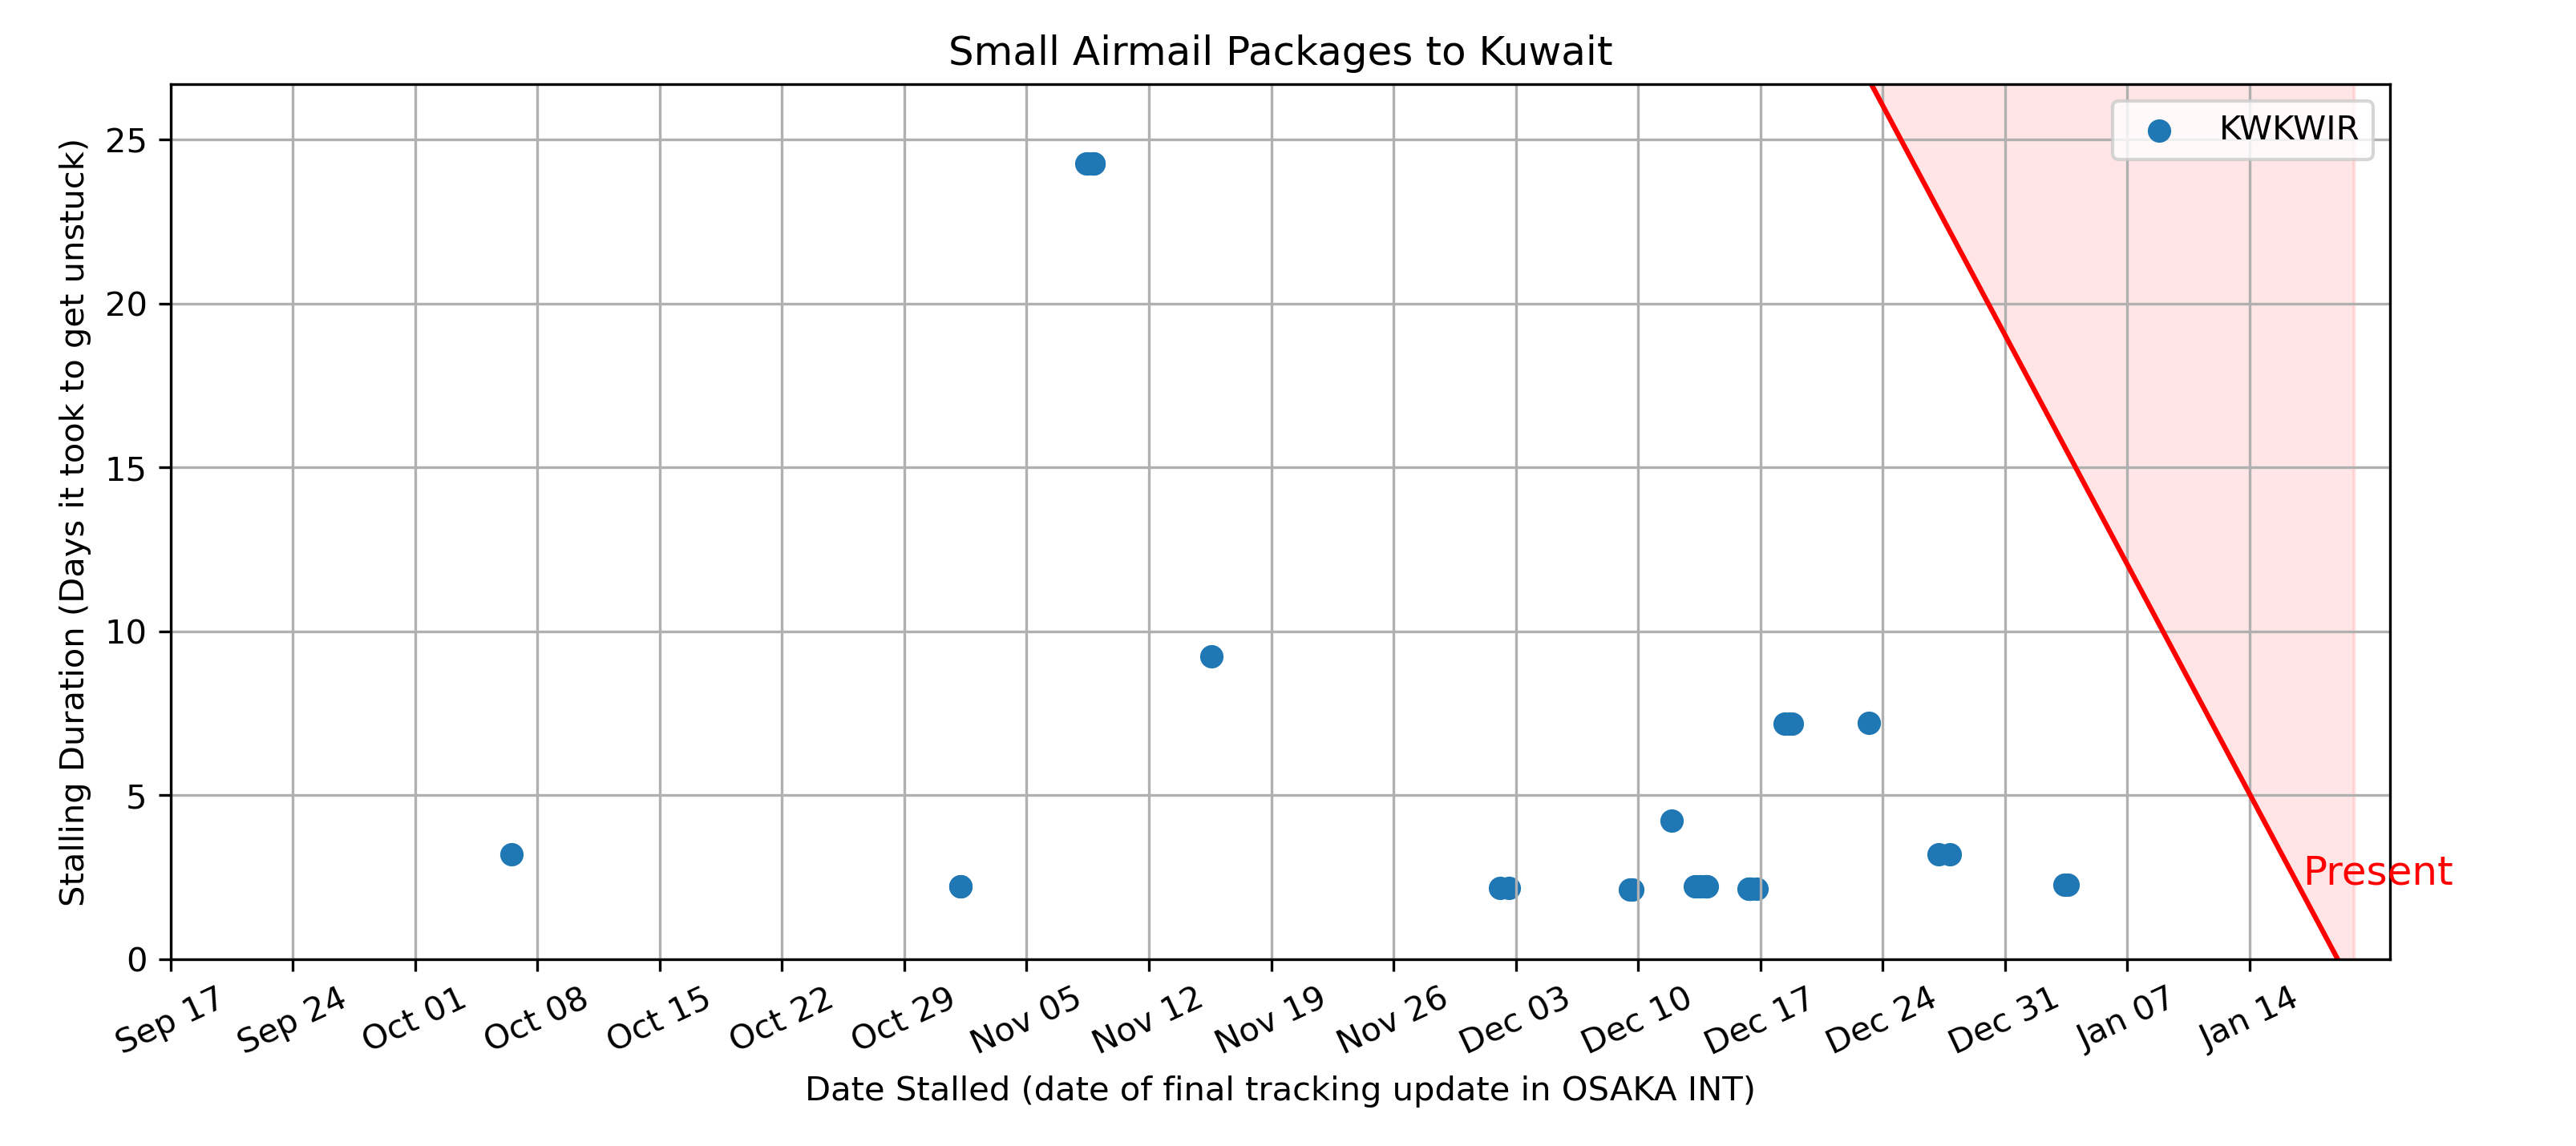 Small Airmail Packages to Kuwait
KWKWIR
Stalling Duration (Days it took to get unstuck)
25
20
15
10
5
0
Present
Sep 17 Sep 24 Oct 01 Oct 08 Oct 15 Oct 22 Oct 29 Nov 05 Nov 12 Nov 19 Nov 26 Dec 03 Dec 10 Dec 17 Dec 24 Dec 31 Jan 07 Jan 14
Date Stalled (date of final tracking update in OSAKA INT)